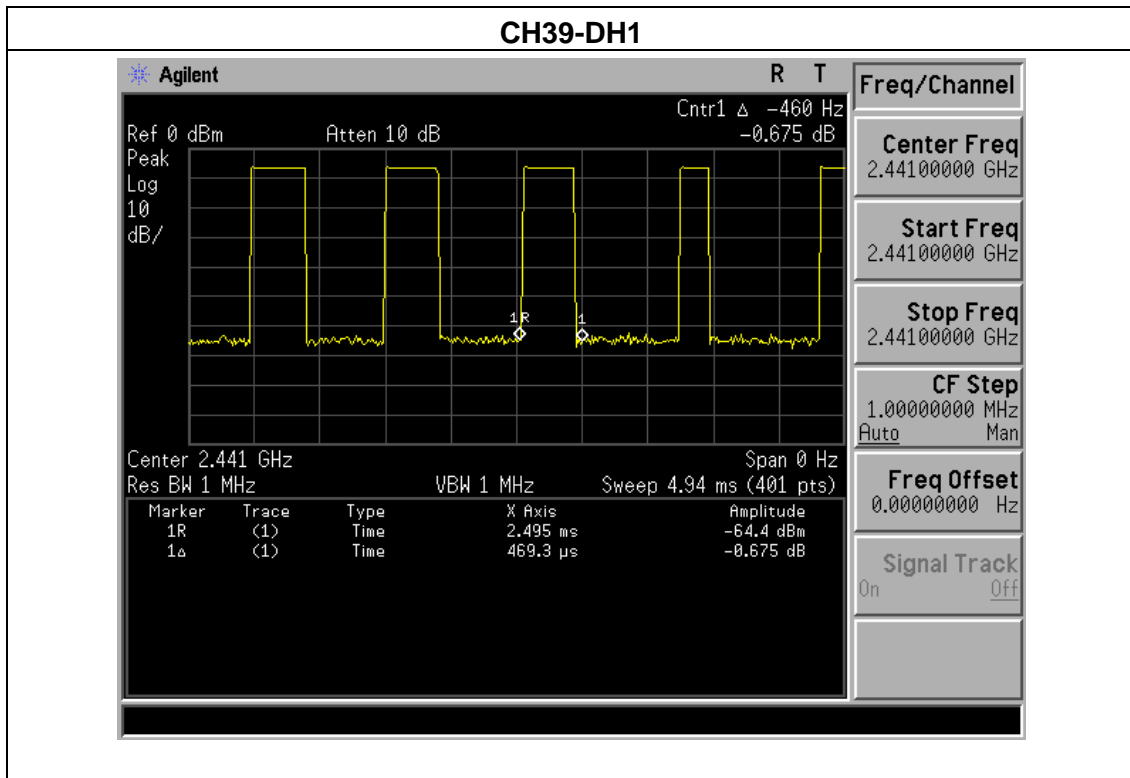 CH39-DH1
Agilent R T
Cntr1 Δ -460 Hz
Ref 0 dBm Atten 10 dB -0.675 dB
Peak
Log
10
dB/
1R 1
Center 2.441 GHz Span 0 Hz
Res BW 1 MHz VBW 1 MHz Sweep 4.94 ms (401 pts)
Marker Trace Type X Axis Amplitude
1R (1) Time 2.495 ms -64.4 dBm
1Δ (1) Time 469.3 µs -0.675 dB
Freq/Channel
Center Freq
2.44100000 GHz
Start Freq
2.44100000 GHz
Stop Freq
2.44100000 GHz
CF Step
1.00000000 MHz
Auto Man
Freq Offset
0.00000000 Hz
Signal Track
On Off